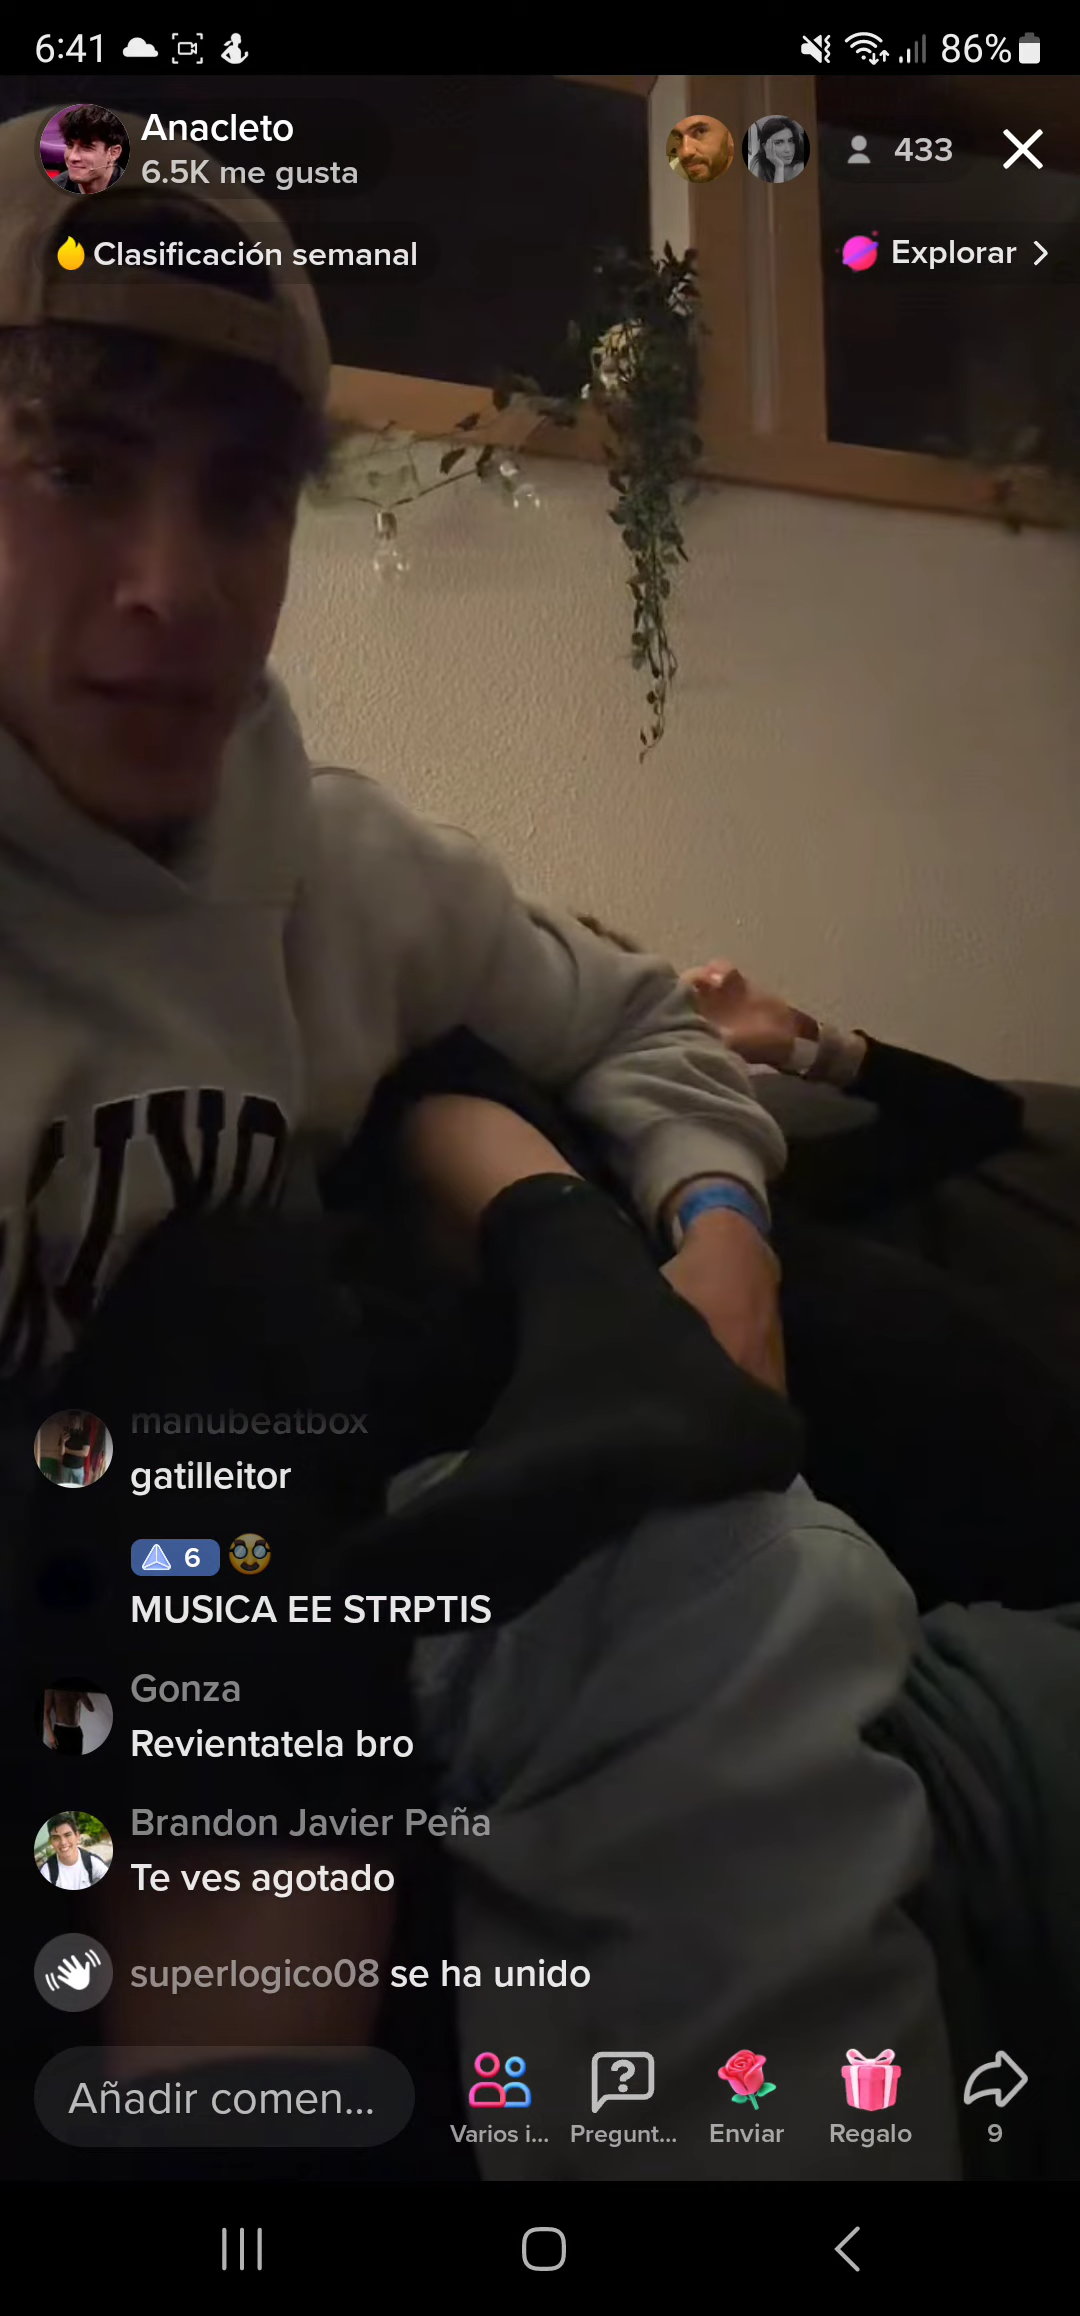 6:41
86%
Anacleto
6.5K me gusta
433
Clasificación semanal
Explorar
manubeatbox
gatilleitor
6
MUSICA EE STRPTIS
Gonza
Revientatela bro
Brandon Javier Peña
Te ves agotado
superlogico08 se ha unido
Añadir comen...
Varios i...
Pregunt...
Enviar
Regalo
9